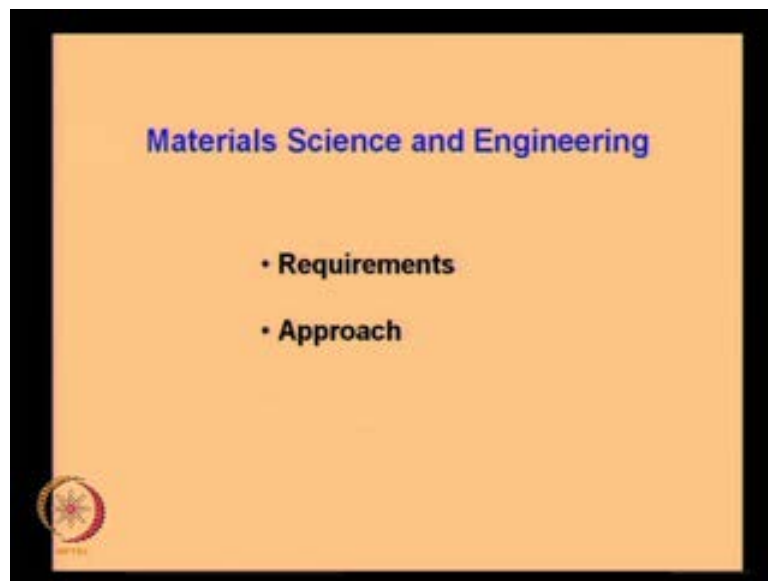 Materials Science and Engineering
• Requirements
• Approach